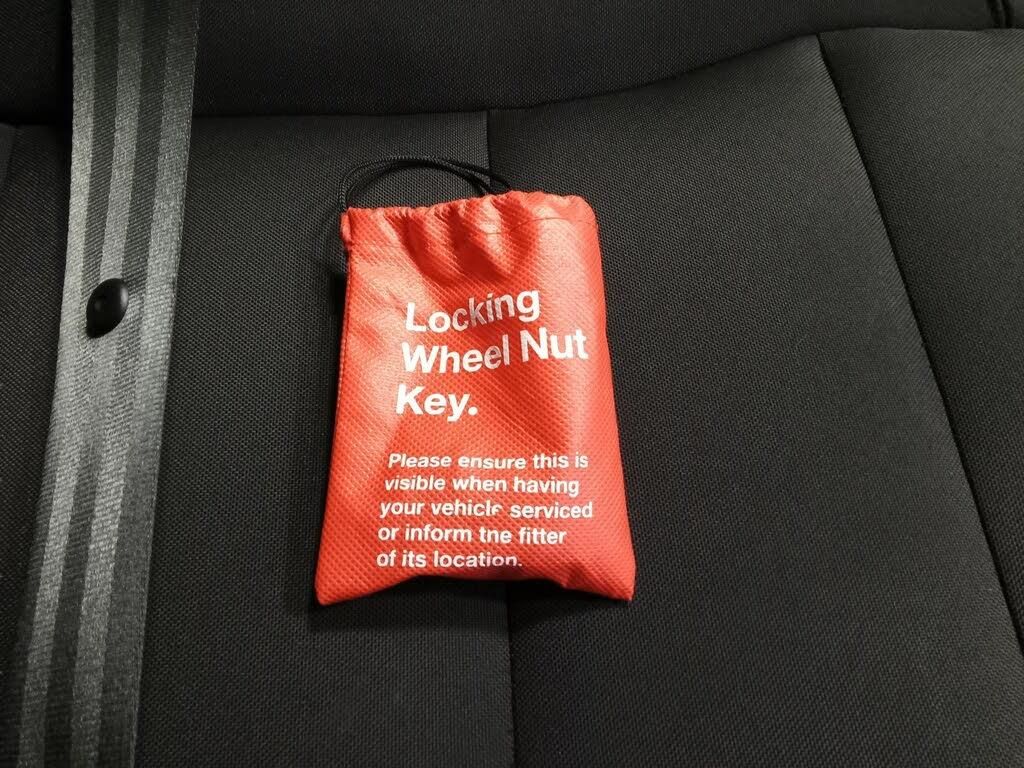 Locking
Wheel Nut
Key.
Please ensure this is
visible when having
your vehicle serviced
or inform the fitter
of its location.